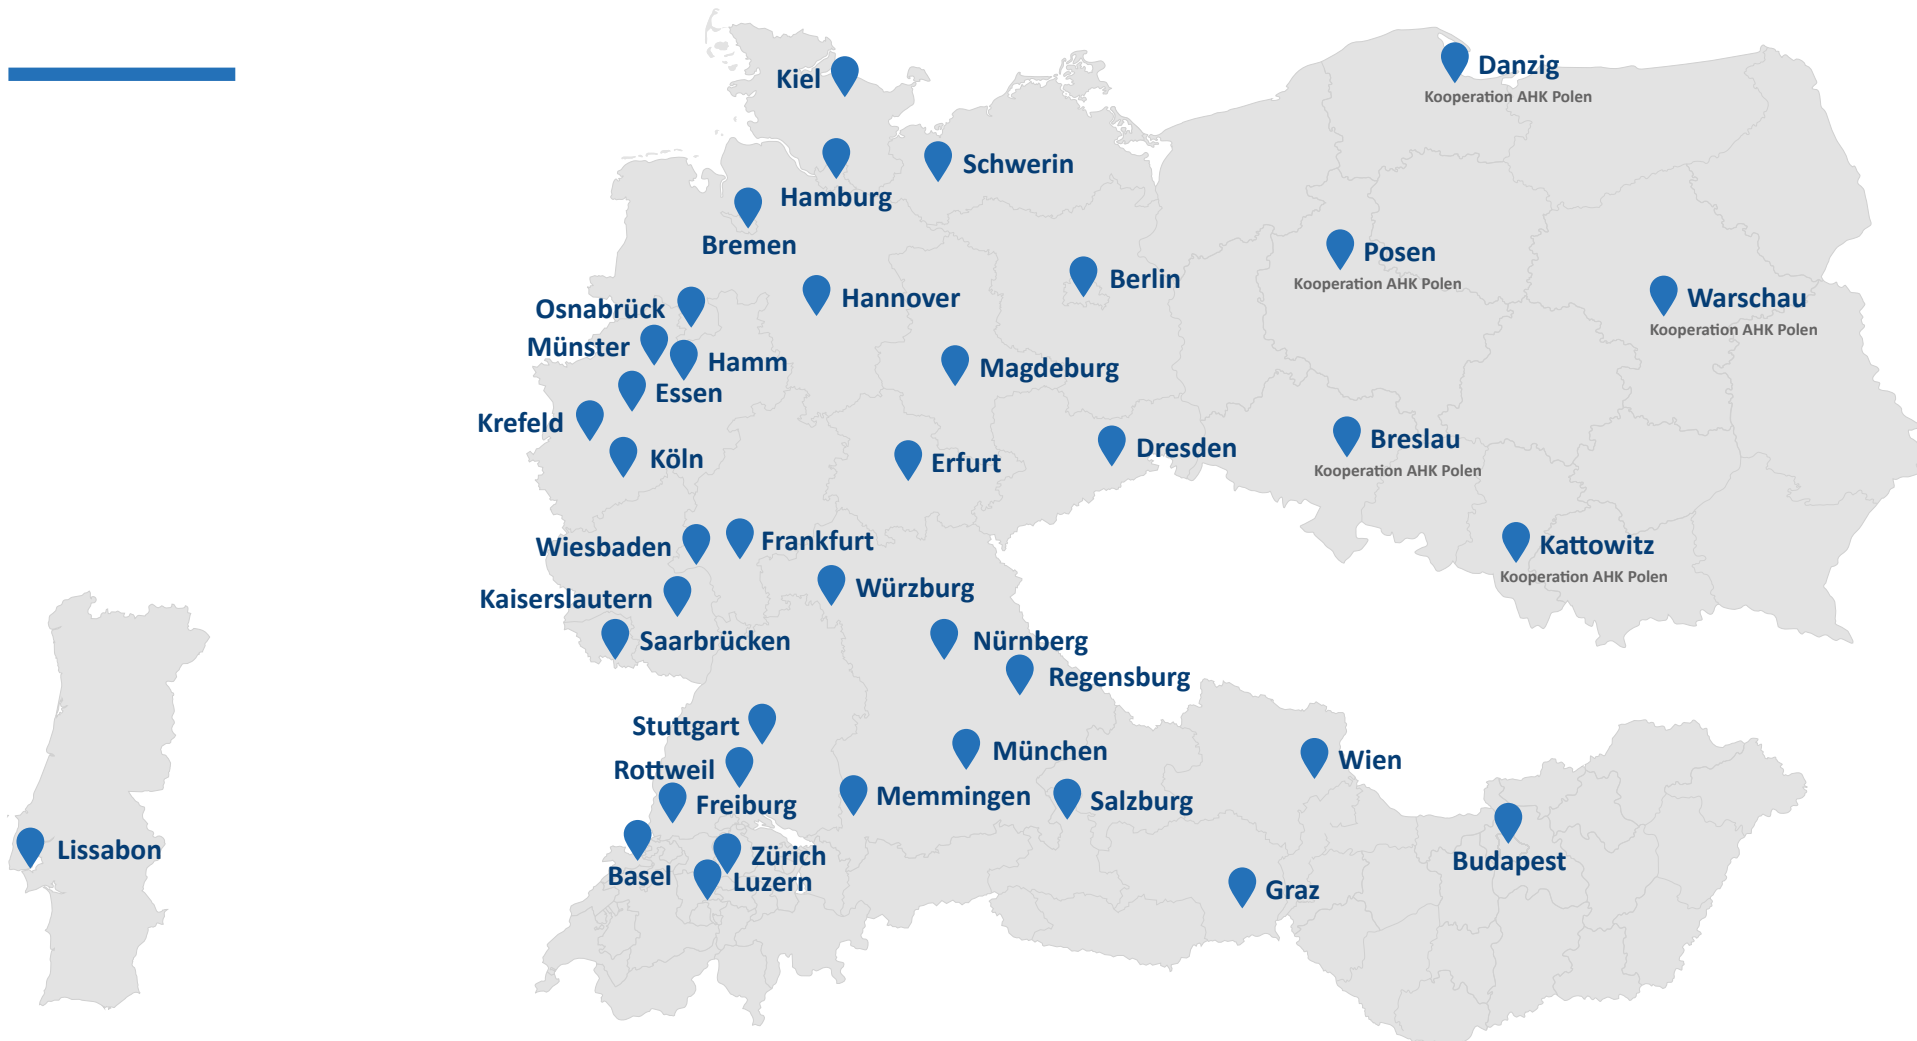 Kiel
Danzig
Kooperation AHK Polen
Schwerin
Hamburg
Bremen
Posen
Kooperation AHK Polen
Berlin
Hannover
Warschau
Kooperation AHK Polen
Osnabrück
Münster
Hamm
Magdeburg
Essen
Krefeld
Breslau
Kooperation AHK Polen
Dresden
Köln
Erfurt
Wiesbaden
Frankfurt
Kattowitz
Kooperation AHK Polen
Würzburg
Kaiserslautern
Saarbrücken
Nürnberg
Regensburg
Stuttgart
München
Wien
Rottweil
Memmingen
Salzburg
Freiburg
Lissabon
Zürich
Budapest
Basel
Luzern
Graz